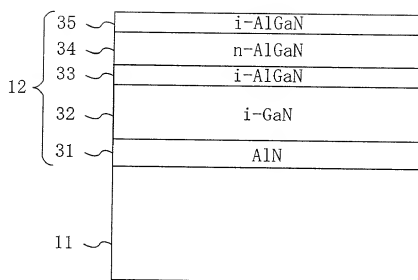 35 i-AlGaN
34 n-AlGaN
33 i-AlGaN
12
32 i-GaN
31 AlN
11